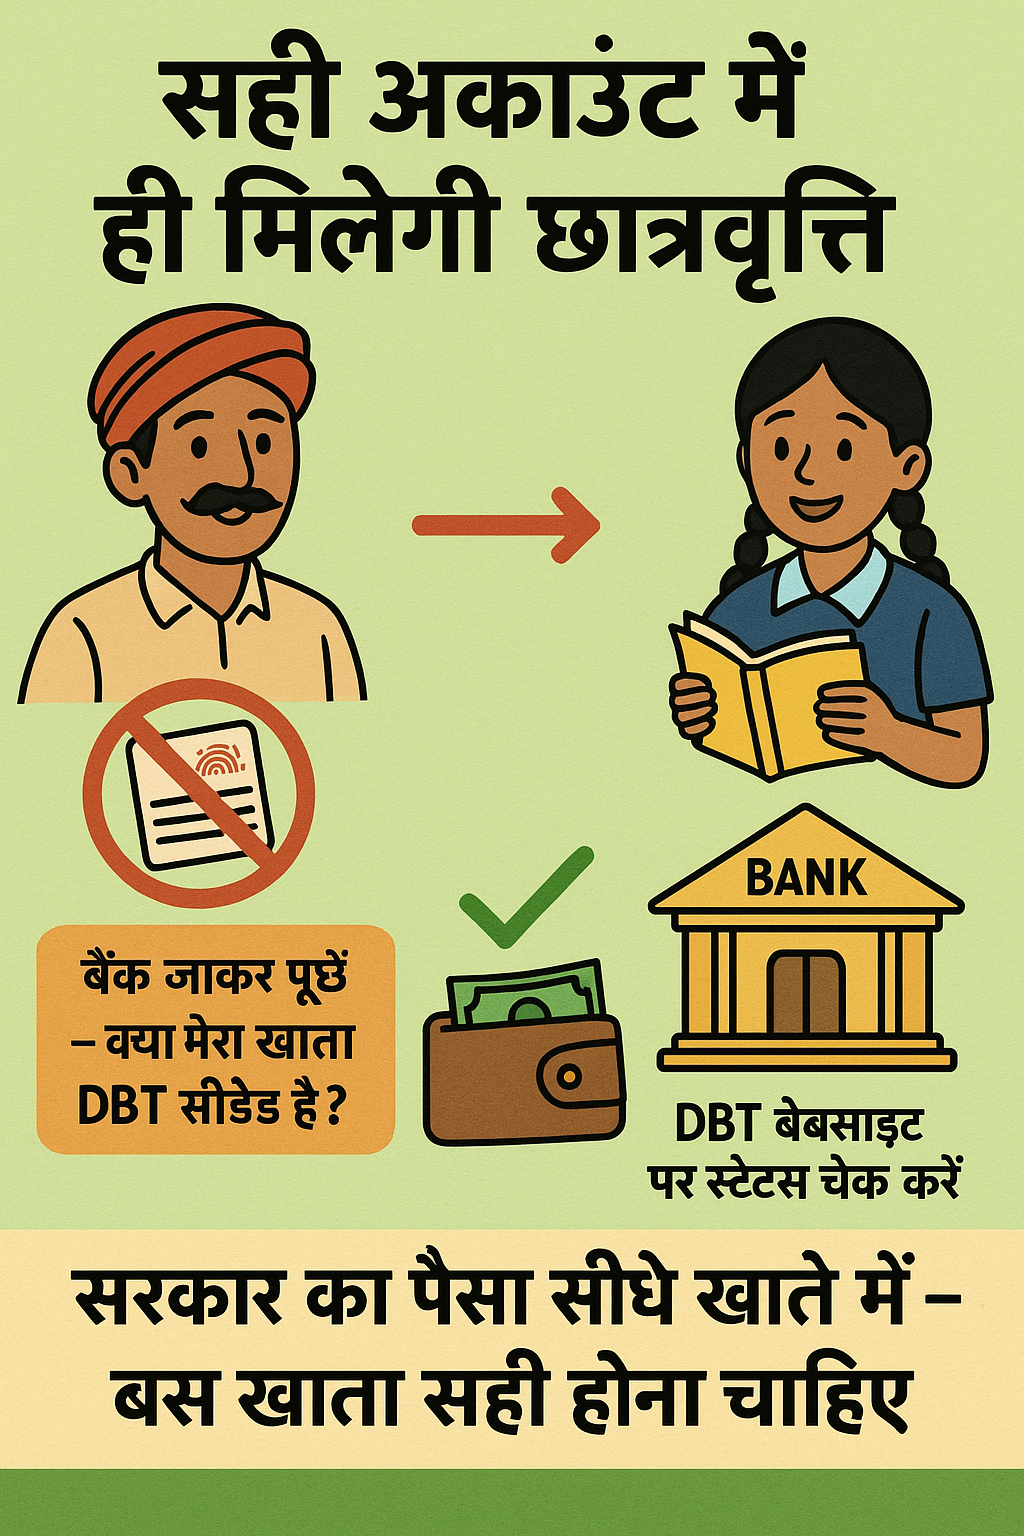 सही अकाउंट में
ही मिलेगी छात्रवृत्ति
बैंक जाकर पूछें
– क्या मेरा खाता
DBT सीडेड है?
BANK
DBT बेबसाइट
पर स्टेटस चेक करें
सरकार का पैसा सीधे खाते में –
बस खाता सही होना चाहिए